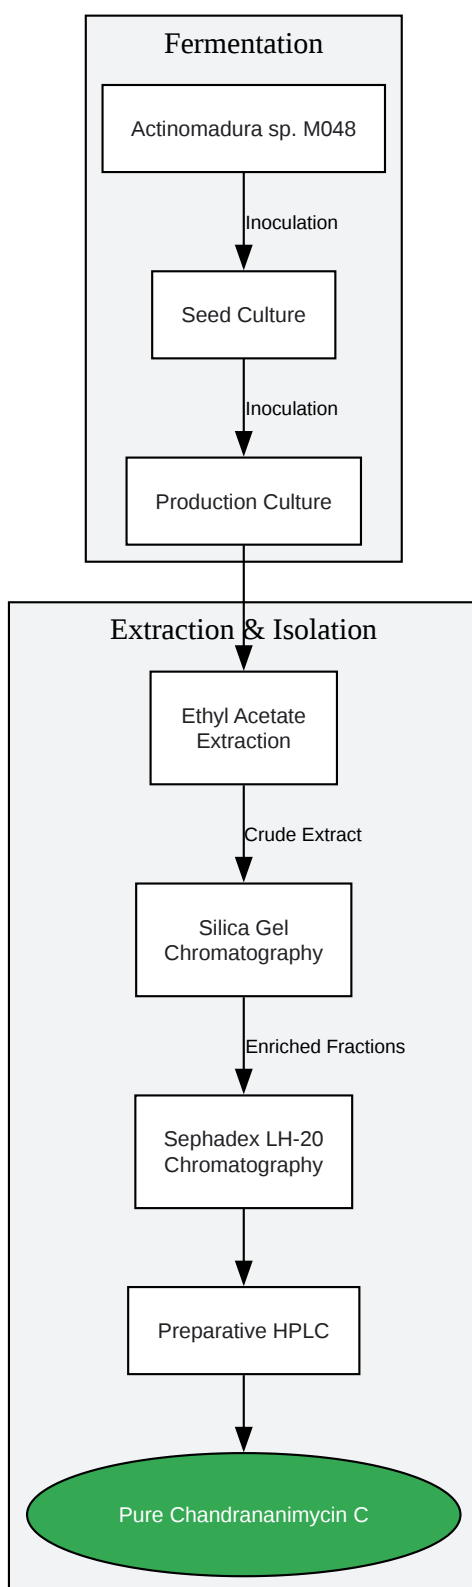 Fermentation
Actinomadura sp. M048
Inoculation
Seed Culture
Inoculation
Production Culture
Extraction & Isolation
Ethyl Acetate
Extraction
Crude Extract
Silica Gel
Chromatography
Enriched Fractions
Sephadex LH-20
Chromatography
Preparative HPLC
Pure Chandrananimycin C